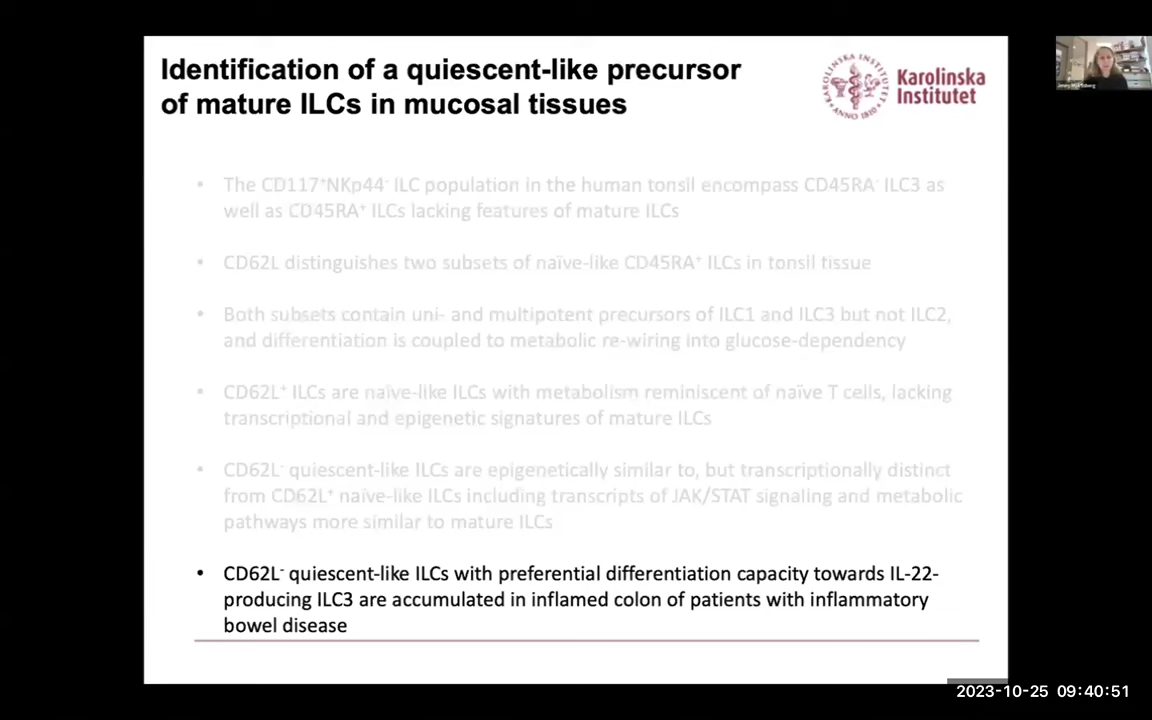 Identification of a quiescent-like precursor
of mature ILCs in mucosal tissues
KAROLINSKA INSTITUTET
ANNO 1810
Karolinska
Institutet
• The CD117⁺NKp44⁻ ILC population in the human tonsil encompass CD45RA⁻ ILC3 as
well as CD45RA⁺ ILCs lacking features of mature ILCs
• CD62L distinguishes two subsets of naïve-like CD45RA⁺ ILCs in tonsil tissue
• Both subsets contain uni- and multipotent precursors of ILC1 and ILC3 but not ILC2,
and differentiation is coupled to metabolic re-wiring into glucose-dependency
• CD62L⁺ ILCs are naïve-like ILCs with metabolism reminiscent of naïve T cells, lacking
transcriptional and epigenetic signatures of mature ILCs
• CD62L⁻ quiescent-like ILCs are epigenetically similar to, but transcriptionally distinct
from CD62L⁺ naïve-like ILCs including transcripts of JAK/STAT signaling and metabolic
pathways more similar to mature ILCs
• CD62L⁻ quiescent-like ILCs with preferential differentiation capacity towards IL-22-
producing ILC3 are accumulated in inflamed colon of patients with inflammatory
bowel disease
2023-10-25 09:40:51